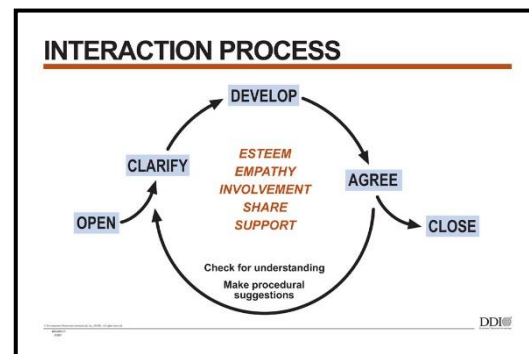 INTERACTION PROCESS
DEVELOP
CLARIFY
ESTEEM
EMPATHY
INVOLVEMENT
SHARE
SUPPORT
AGREE
OPEN
CLOSE
Check for understanding
Make procedural
suggestions
DDI